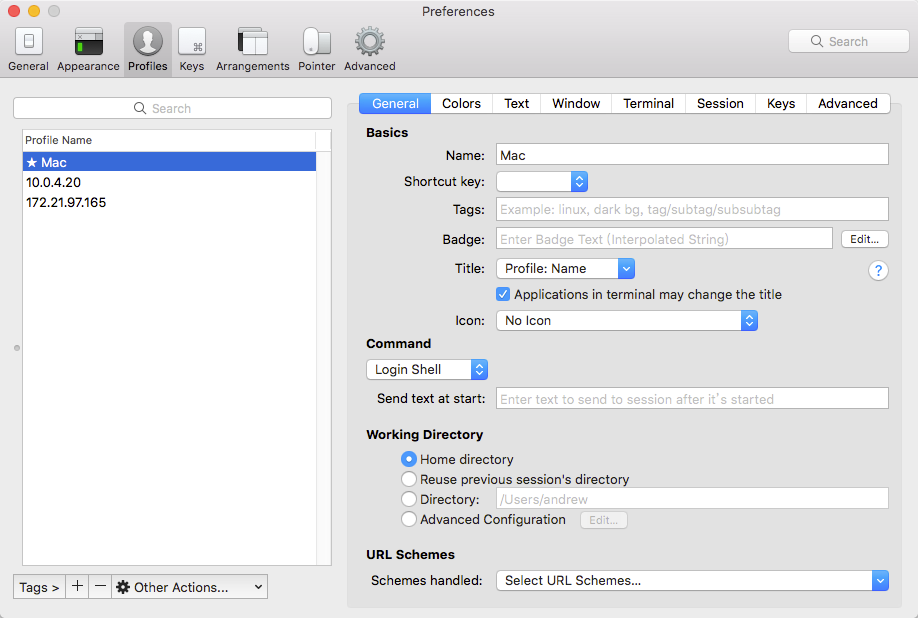 Preferences
General Appearance Profiles Keys Arrangements Pointer Advanced
Search
Search
Profile Name
★ Mac
10.0.4.20
172.21.97.165
Tags > + − Other Actions...
General Colors Text Window Terminal Session Keys Advanced
Basics
Name: Mac
Shortcut key:
Tags: Example: linux, dark bg, tag/subtag/subsubtag
Badge: Enter Badge Text (Interpolated String) Edit...
Title: Profile: Name ?
Applications in terminal may change the title
Icon: No Icon
Command
Login Shell
Send text at start: Enter text to send to session after it's started
Working Directory
Home directory
Reuse previous session's directory
Directory: /Users/andrew
Advanced Configuration Edit...
URL Schemes
Schemes handled: Select URL Schemes...